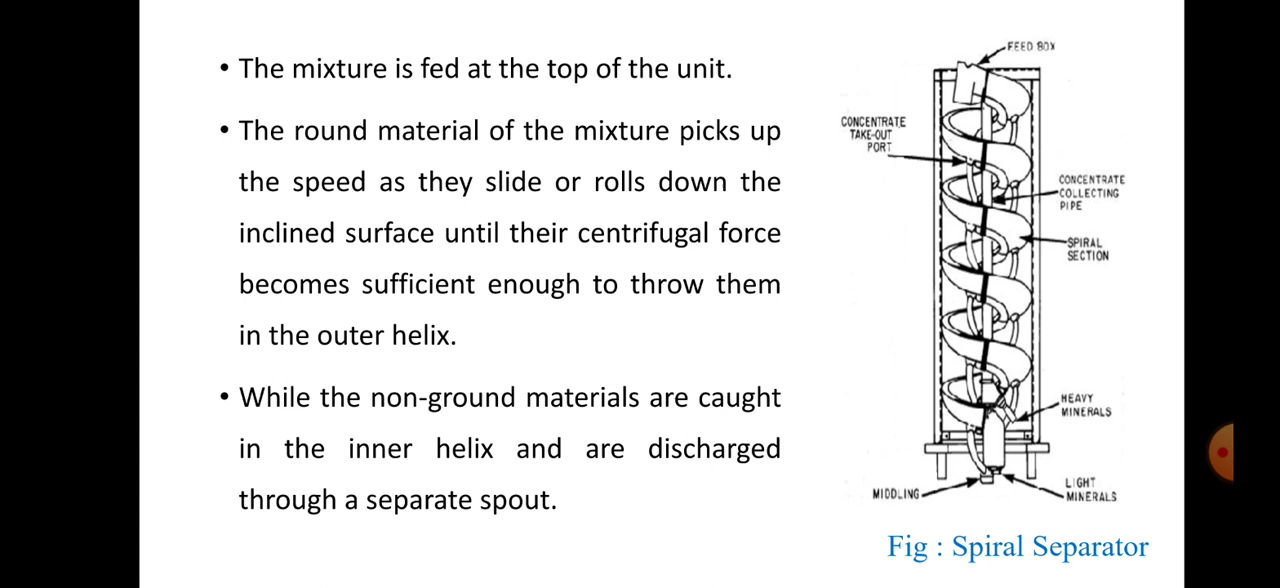 • The mixture is fed at the top of the unit.
• The round material of the mixture picks up
the speed as they slide or rolls down the
inclined surface until their centrifugal force
becomes sufficient enough to throw them
in the outer helix.
• While the non-ground materials are caught
in the inner helix and are discharged
through a separate spout.
FEED BOX
CONCENTRATE
TAKE-OUT
PORT
CONCENTRATE
COLLECTING
PIPE
SPIRAL
SECTION
HEAVY
MINERALS
LIGHT
MINERALS
MIDDLING
Fig : Spiral Separator